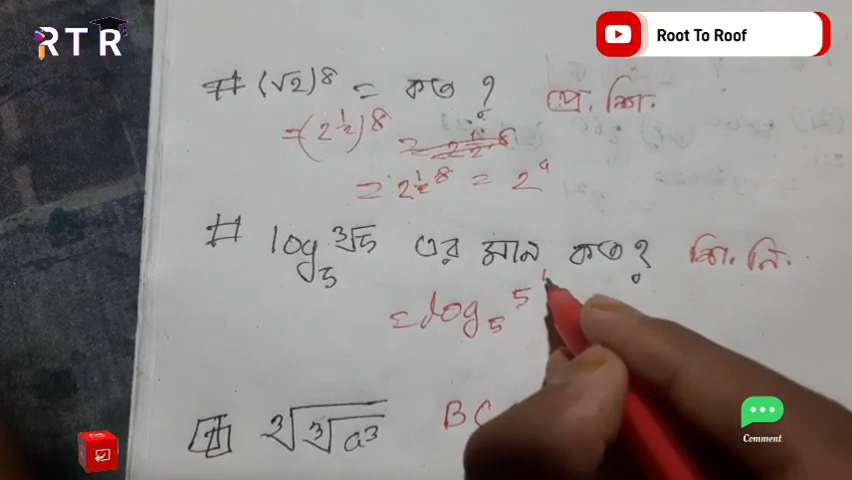 RTR
Root To Roof
# (√2)⁸ = কত ? প্রা. শি.
= (2^½)⁸
= 2^½·⁸ = 2⁴
# log₅ ∛5 এর মান কত? শি. নি.
= log₅ 5
∛∛a³ BC
Comment